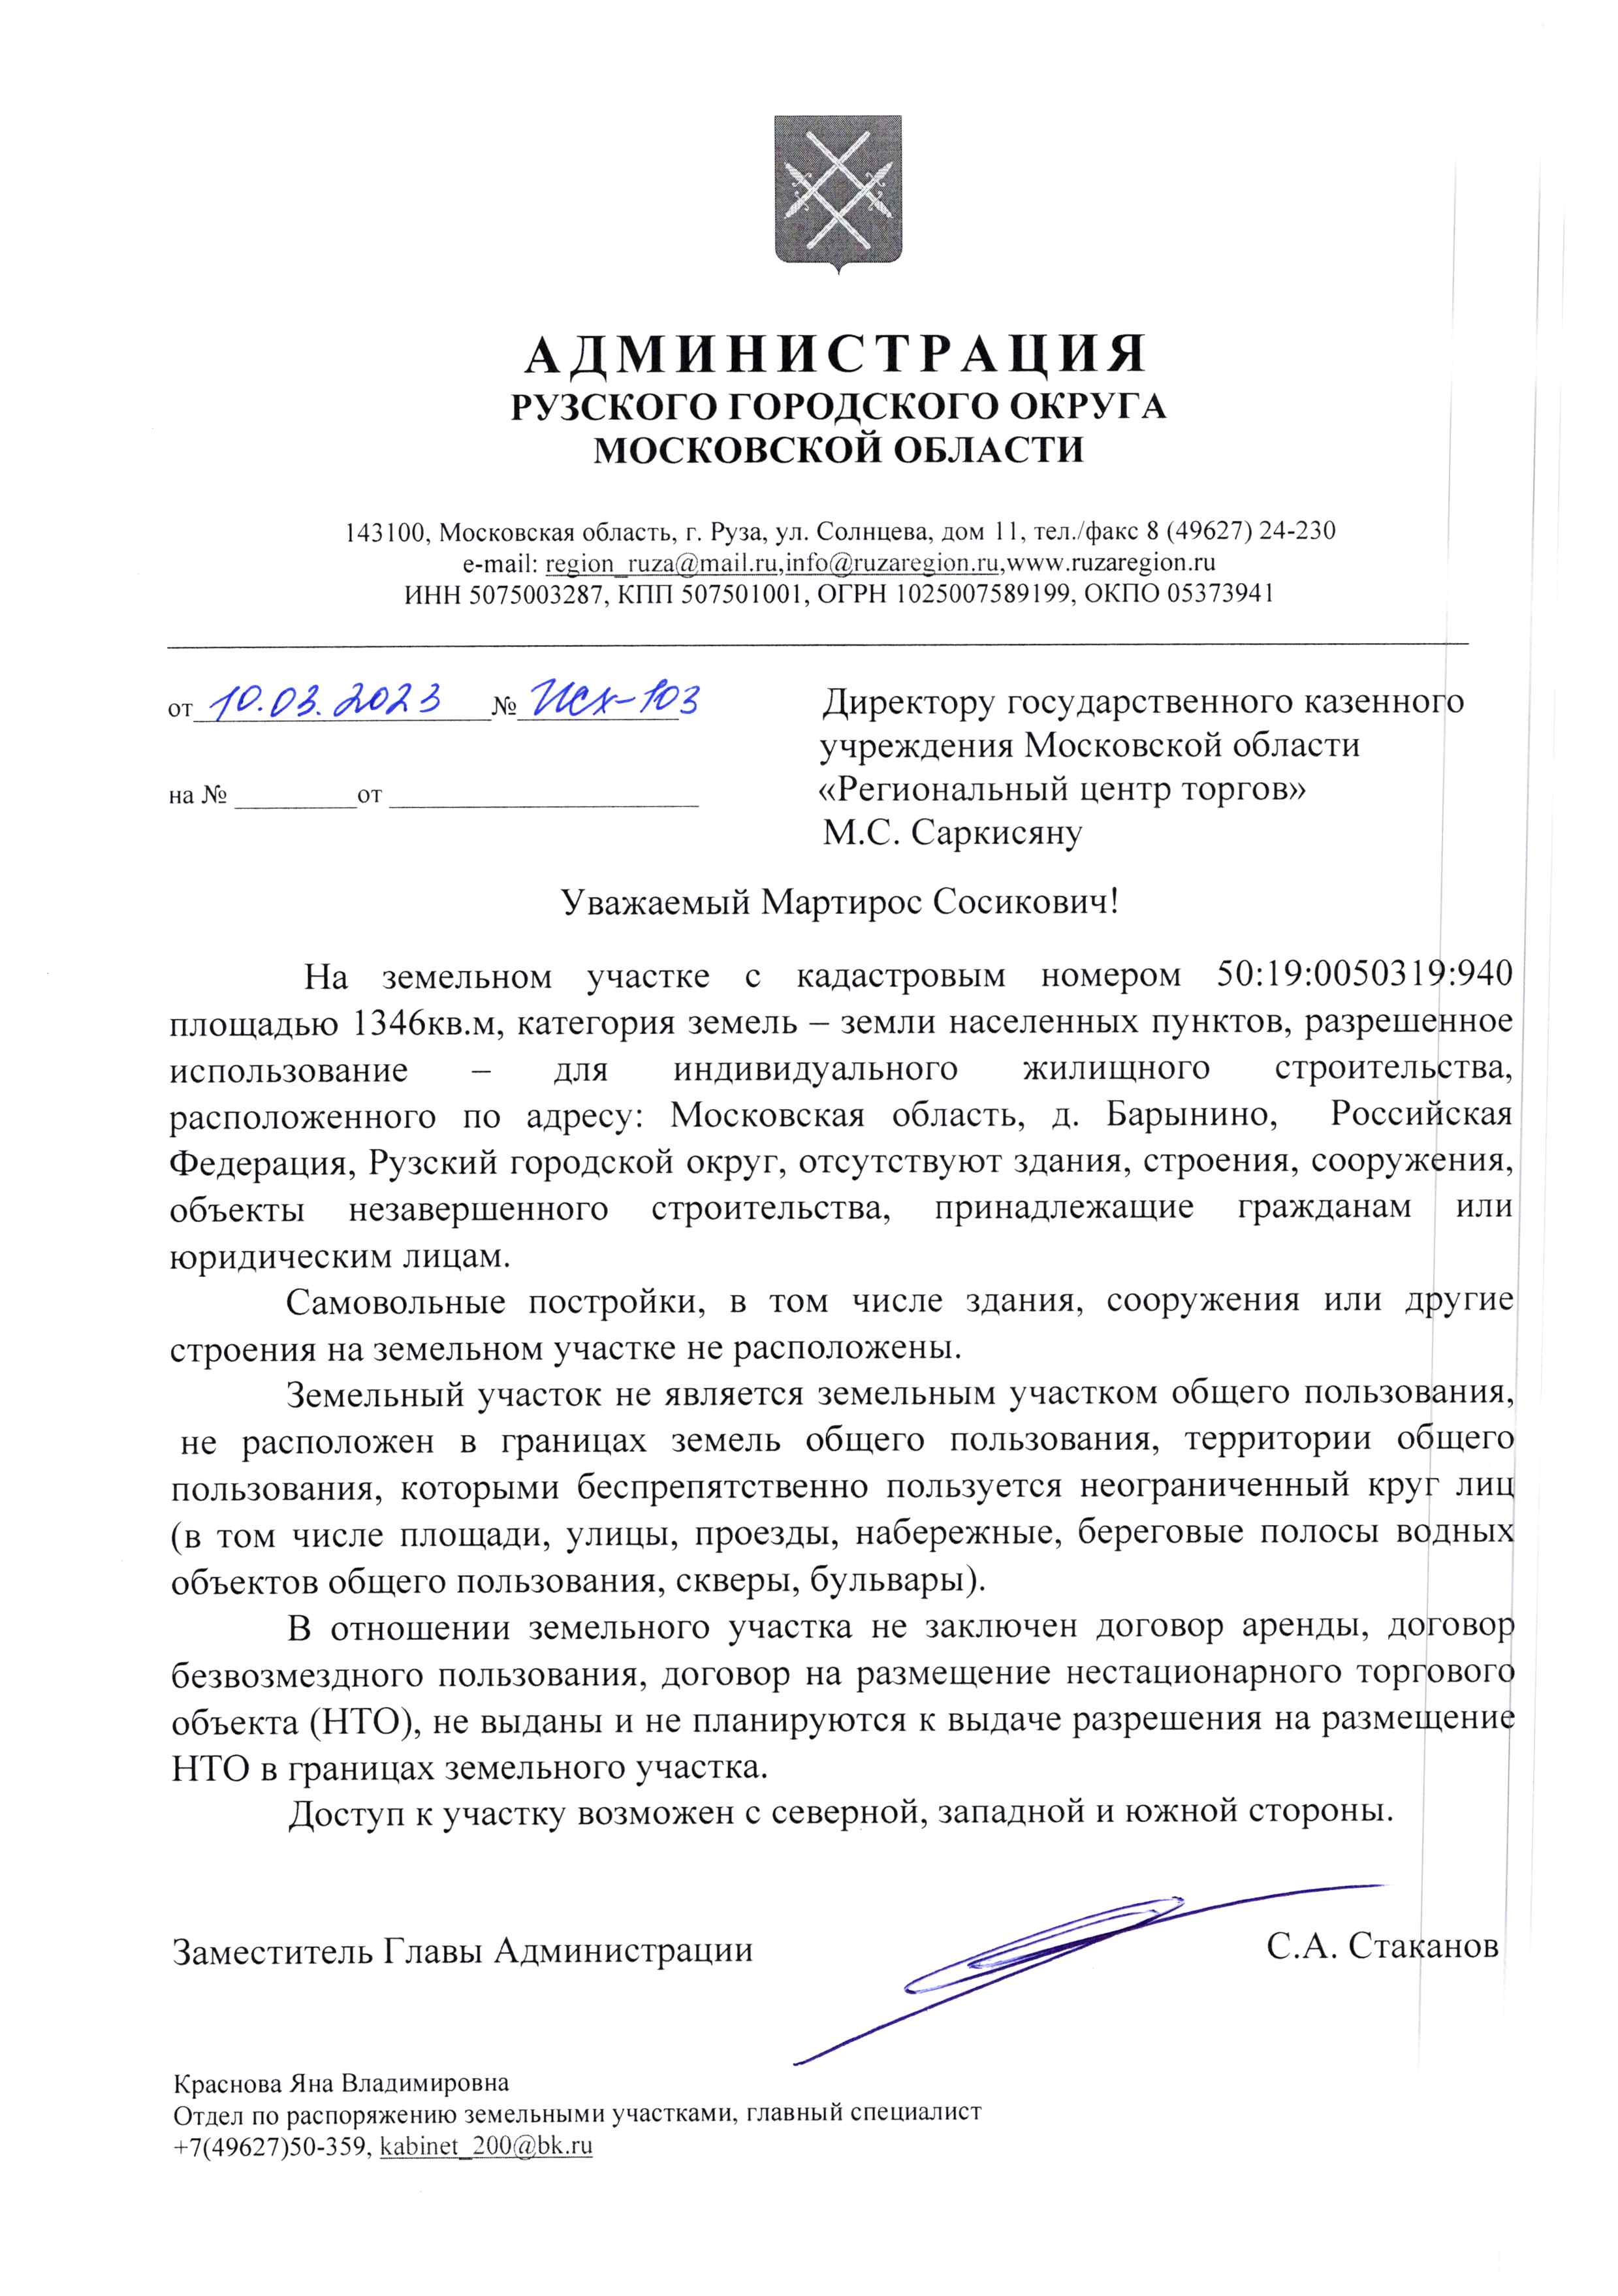 АДМИНИСТРАЦИЯ
РУЗСКОГО ГОРОДСКОГО ОКРУГА
МОСКОВСКОЙ ОБЛАСТИ
143100, Московская область, г. Руза, ул. Солнцева, дом 11, тел./факс 8 (49627) 24-230
e-mail: region_ruza@mail.ru,info@ruzaregion.ru,www.ruzaregion.ru
ИНН 5075003287, КПП 507501001, ОГРН 1025007589199, ОКПО 05373941
от 10.03.2023 № Исх-103
на № _________от ______________________
Директору государственного казенного
учреждения Московской области
«Региональный центр торгов»
М.С. Саркисяну
Уважаемый Мартирос Сосикович!
На земельном участке с кадастровым номером 50:19:0050319:940
площадью 1346кв.м, категория земель – земли населенных пунктов, разрешенное
использование – для индивидуального жилищного строительства,
расположенного по адресу: Московская область, д. Барынино, Российская
Федерация, Рузский городской округ, отсутствуют здания, строения, сооружения,
объекты незавершенного строительства, принадлежащие гражданам или
юридическим лицам.
Самовольные постройки, в том числе здания, сооружения или другие
строения на земельном участке не расположены.
Земельный участок не является земельным участком общего пользования,
не расположен в границах земель общего пользования, территории общего
пользования, которыми беспрепятственно пользуется неограниченный круг лиц
(в том числе площади, улицы, проезды, набережные, береговые полосы водных
объектов общего пользования, скверы, бульвары).
В отношении земельного участка не заключен договор аренды, договор
безвозмездного пользования, договор на размещение нестационарного торгового
объекта (НТО), не выданы и не планируются к выдаче разрешения на размещение
НТО в границах земельного участка.
Доступ к участку возможен с северной, западной и южной стороны.
Заместитель Главы Администрации С.А. Стаканов
Краснова Яна Владимировна
Отдел по распоряжению земельными участками, главный специалист
+7(49627)50-359, kabinet_200@bk.ru